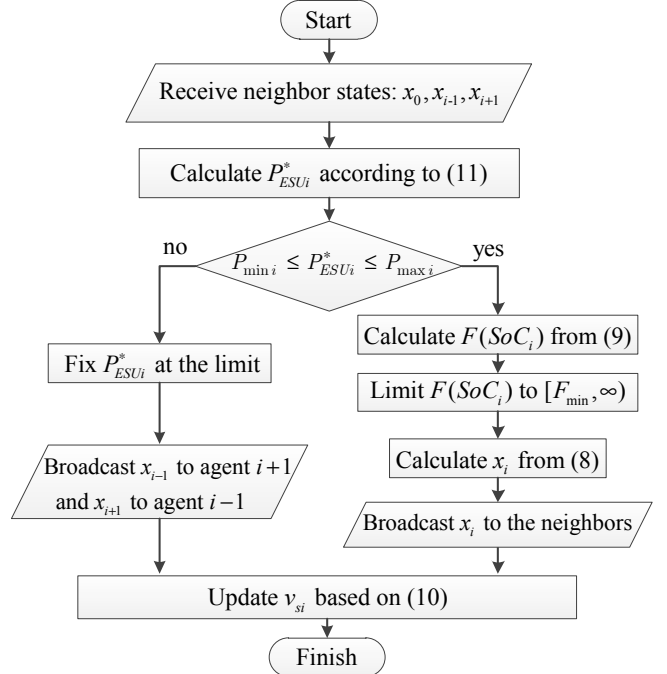 Start
Receive neighbor states: x_0, x_{i-1}, x_{i+1}
Calculate P^*_{ESUi} according to (11)
no
yes
P_{min i} ≤ P^*_{ESUi} ≤ P_{max i}
Calculate F(SoC_i) from (9)
Fix P^*_{ESUi} at the limit
Limit F(SoC_i) to [F_{min}, ∞)
Calculate x_i from (8)
Broadcast x_{i-1} to agent i+1
and x_{i+1} to agent i−1
Broadcast x_i to the neighbors
Update v_{si} based on (10)
Finish